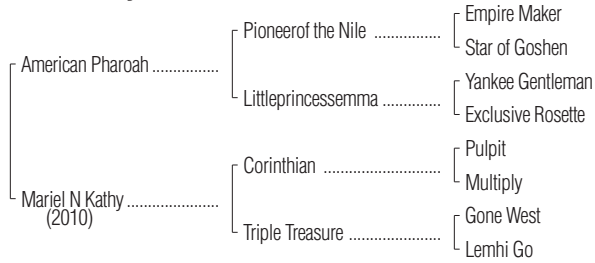 Empire Maker
Pioneerof the Nile ................
Star of Goshen
American Pharoah ................
Yankee Gentleman
Littleprincessemma ..............
Exclusive Rosette
Pulpit
Corinthian ............................
Multiply
Mariel N Kathy ......................
(2010)
Gone West
Triple Treasure ......................
Lemhi Go